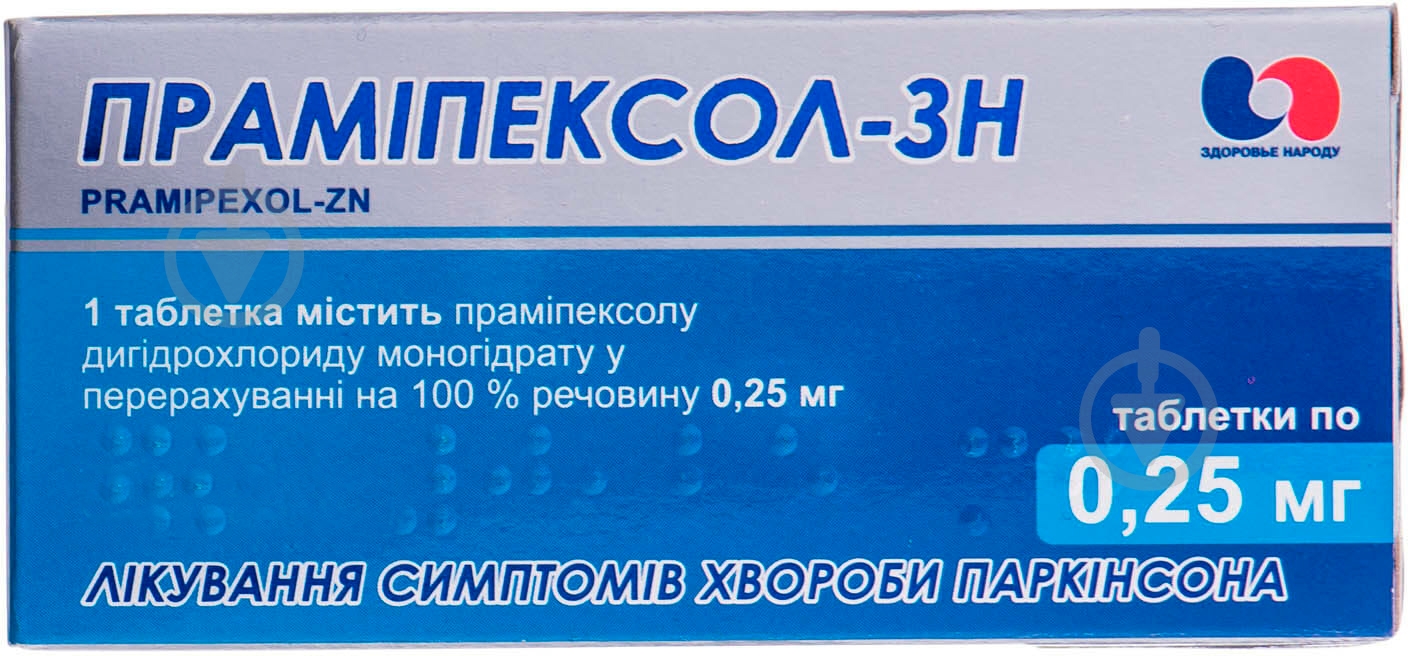 ПРАМІПЕКСОЛ-ЗН
ЗДОРОВЬЕ НАРОДУ
PRAMIPEXOL-ZN
1 таблетка містить праміпексолу
дигідрохлориду моногідрату у
перерахуванні на 100 % речовину 0,25 мг
таблетки по
0,25 мг
ЛІКУВАННЯ СИМПТОМІВ ХВОРОБИ ПАРКІНСОНА